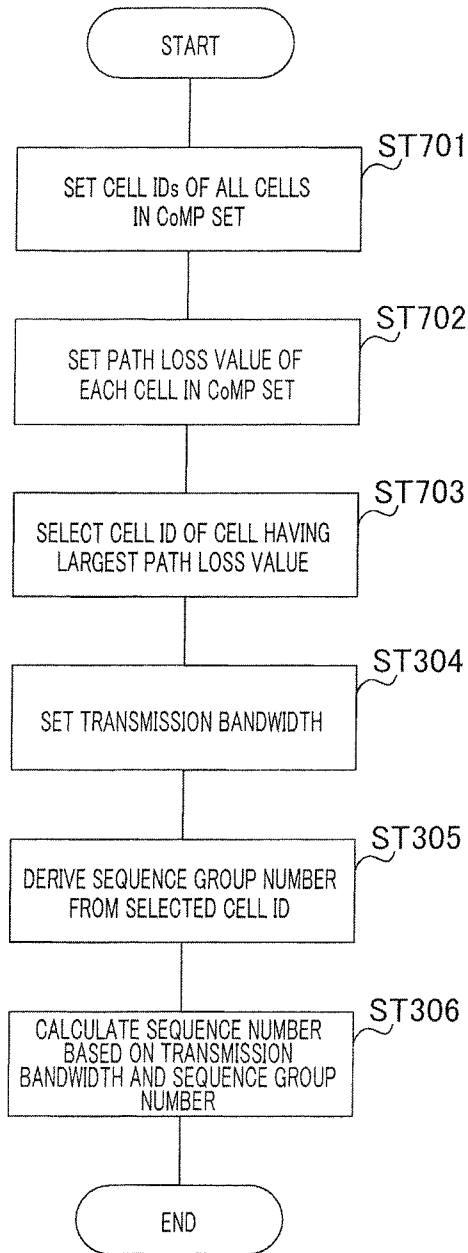 START
ST701
SET CELL IDs OF ALL CELLS
IN CoMP SET
ST702
SET PATH LOSS VALUE OF
EACH CELL IN CoMP SET
ST703
SELECT CELL ID OF CELL HAVING
LARGEST PATH LOSS VALUE
ST304
SET TRANSMISSION BANDWIDTH
ST305
DERIVE SEQUENCE GROUP NUMBER
FROM SELECTED CELL ID
ST306
CALCULATE SEQUENCE NUMBER
BASED ON TRANSMISSION
BANDWIDTH AND SEQUENCE GROUP
NUMBER
END